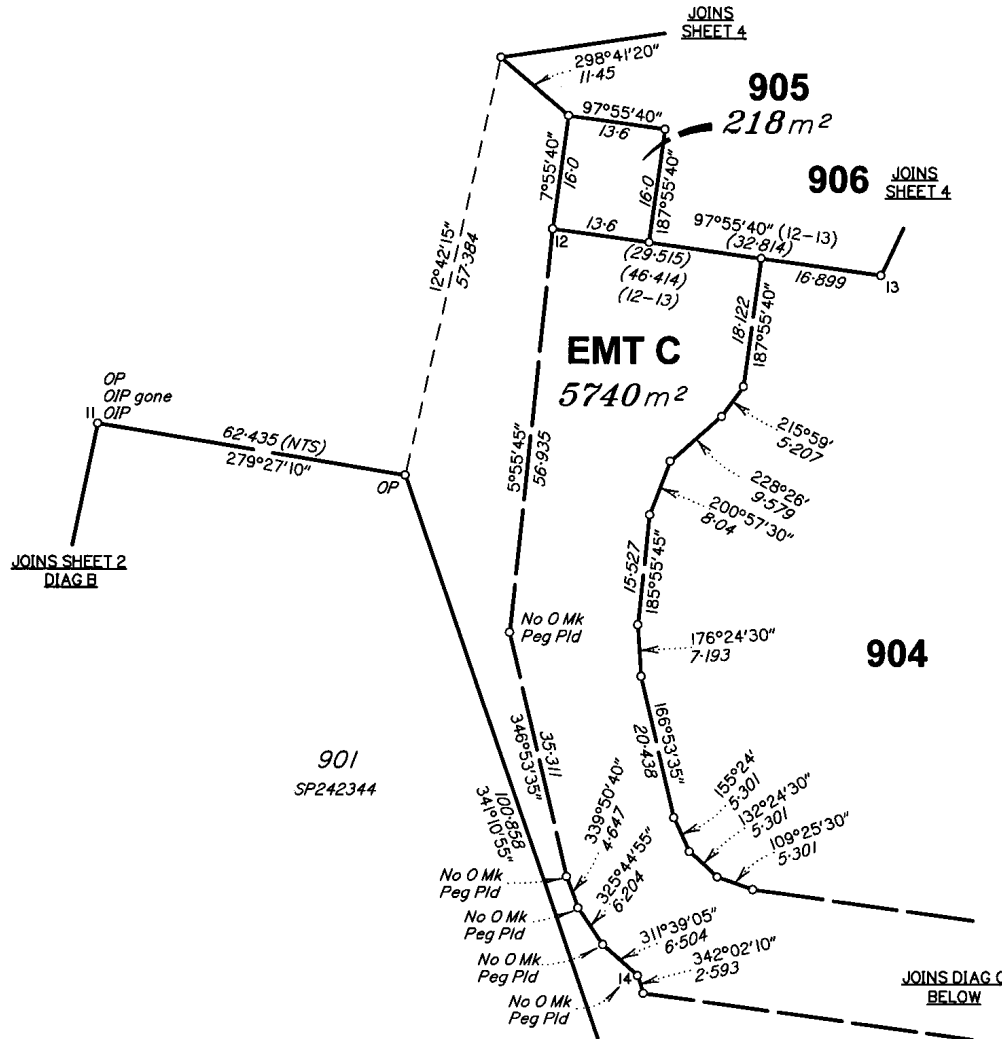 JOINS
SHEET 4
298°41'20"
11·45
905
218m²
97°55'40"
13·6
7°55'40"
16·0
16·0
187°55'40"
906
JOINS
SHEET 4
97°55'40" (12-13)
(32·814)
12
13·6
(29·515)
(46·414)
(12-13)
16·899
13
12°42'15"
57·384
18·122
187°55'40"
EMT C
5740m²
OP
OIP gone
11 OIP
62·435 (NTS)
279°27'10"
OP
5°55'45"
56·935
215°59'
5·207
228°26'
9·579
200°57'30"
8·04
JOINS SHEET 2
DIAG B
15·527
185°55'45"
No O Mk
Peg Pld
176°24'30"
7·193
904
901
SP242344
346°53'35"
35·311
166°53'35"
20·438
100·858
341°10'55"
155°24'
5·301
132°24'30"
5·301
109°25'30"
5·301
339°50'40"
4·647
325°44'55"
6·204
No O Mk
Peg Pld
No O Mk
Peg Pld
311°39'05"
6·504
No O Mk
Peg Pld
14
342°02'10"
2·593
No O Mk
Peg Pld
JOINS DIAG C
BELOW